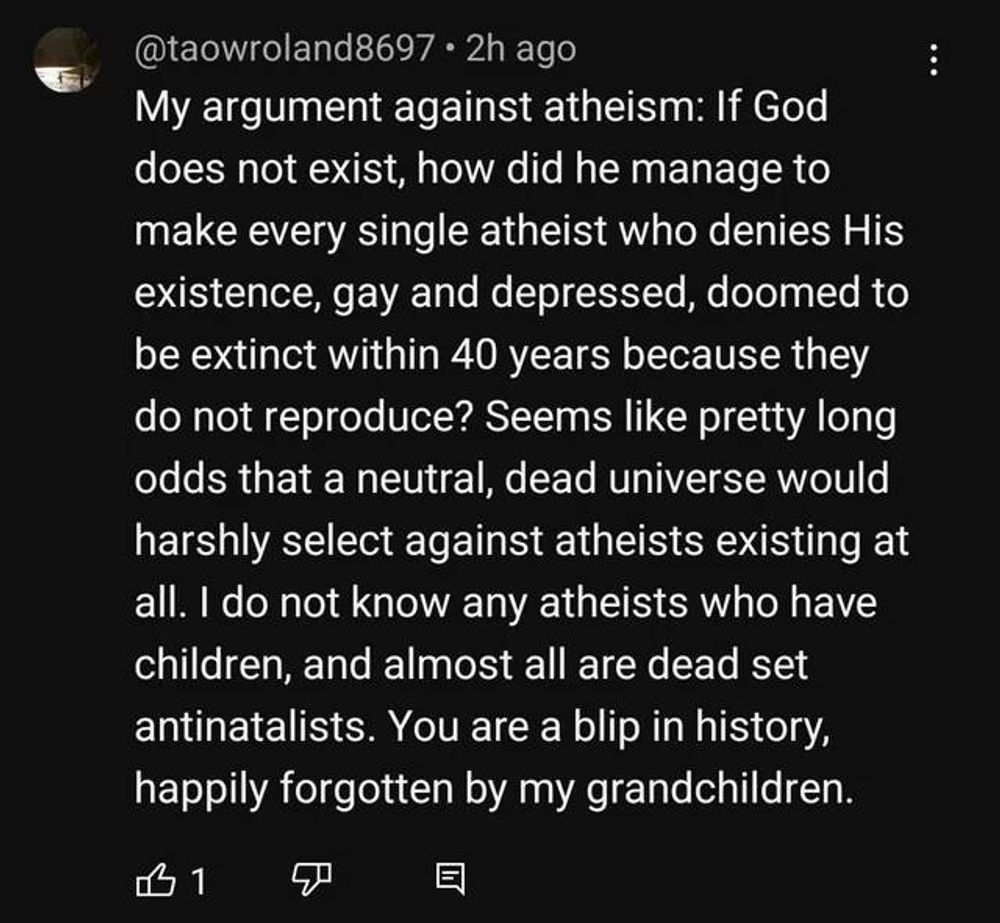 @taowroland8697 • 2h ago
My argument against atheism: If God
does not exist, how did he manage to
make every single atheist who denies His
existence, gay and depressed, doomed to
be extinct within 40 years because they
do not reproduce? Seems like pretty long
odds that a neutral, dead universe would
harshly select against atheists existing at
all. I do not know any atheists who have
children, and almost all are dead set
antinatalists. You are a blip in history,
happily forgotten by my grandchildren.
1